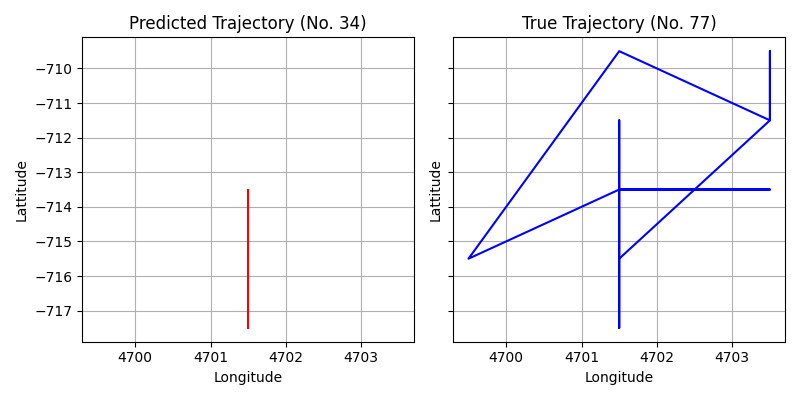 Predicted Trajectory (No. 34)
True Trajectory (No. 77)
−710
−711
−712
−713
−714
−715
−716
−717
Lattitude
Lattitude
4700 4701 4702 4703
4700 4701 4702 4703
Longitude
Longitude